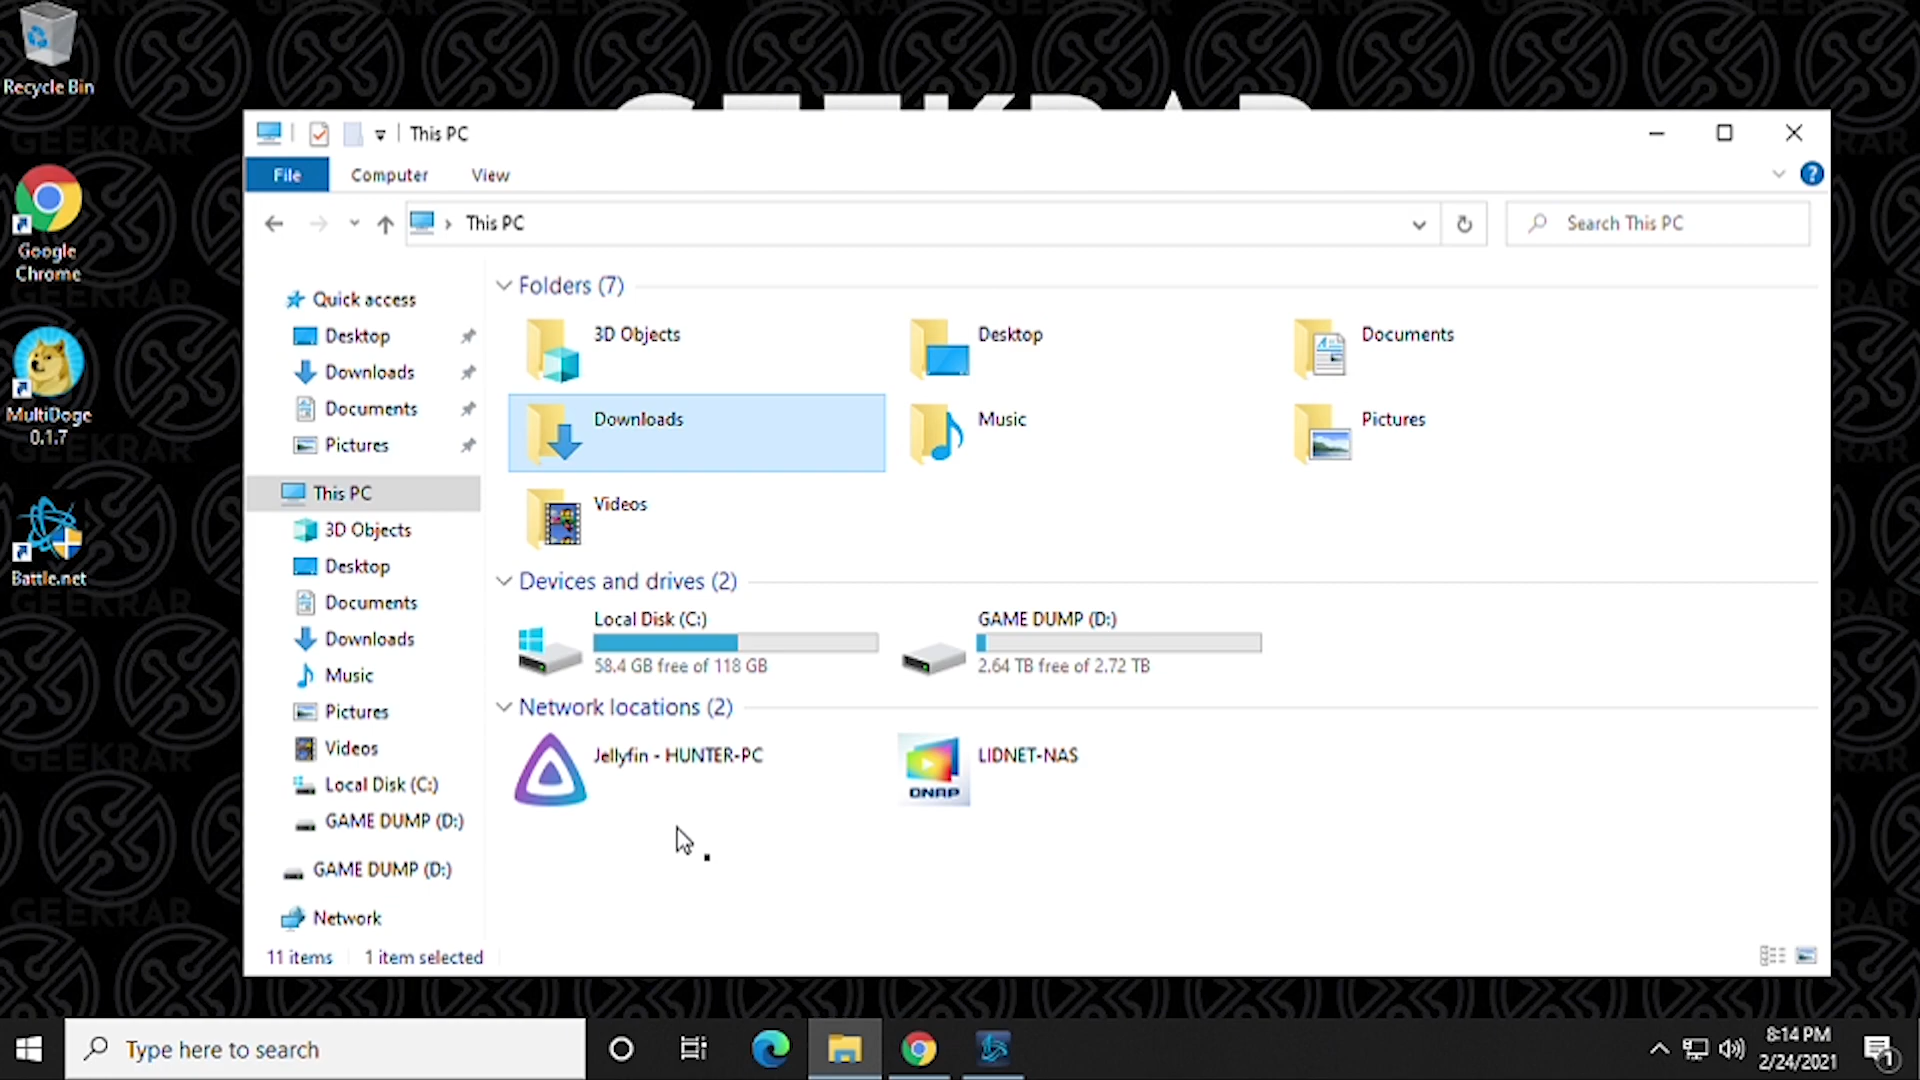 Recycle Bin
Google
Chrome
MultiDoge
0.1.7
Battle.net
GEEKRAR
This PC
File
Computer
View
?
This PC
Search This PC
Quick access
Desktop
Downloads
Documents
Pictures
This PC
3D Objects
Desktop
Documents
Downloads
Music
Pictures
Videos
Local Disk (C:)
GAME DUMP (D:)
GAME DUMP (D:)
Network
Folders (7)
3D Objects
Desktop
Documents
Downloads
Music
Pictures
Videos
Devices and drives (2)
Local Disk (C:)
58.4 GB free of 118 GB
GAME DUMP (D:)
2.64 TB free of 2.72 TB
Network locations (2)
Jellyfin - HUNTER-PC
QNAP
LIDNET-NAS
11 items
1 item selected
Type here to search
8:14 PM
2/24/2021
1